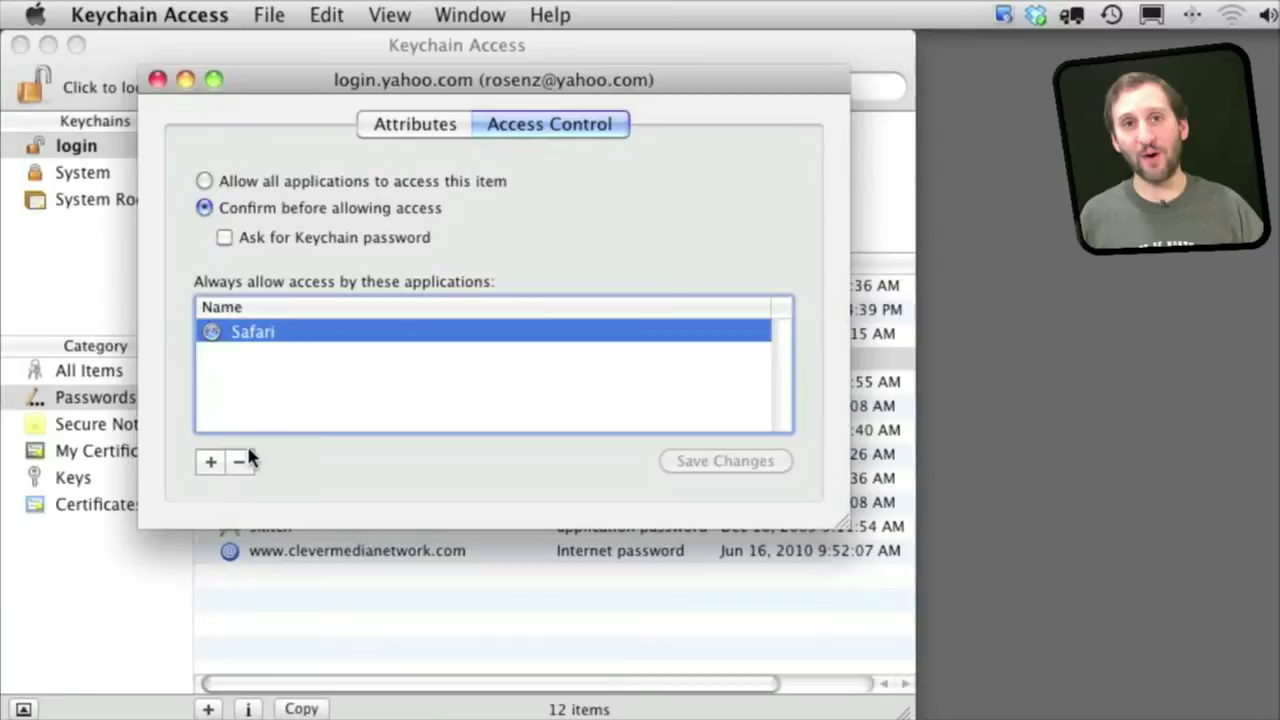 Keychain Access File Edit View Window Help
Keychain Access
Click to lo
login.yahoo.com (rosenz@yahoo.com)
Attributes Access Control
Keychains
login
System
System Ro
Allow all applications to access this item
Confirm before allowing access
Ask for Keychain password
Always allow access by these applications:
Name
Safari
+ −
Save Changes
Category
All Items
Passwords
Secure Not
My Certific
Keys
Certificates
:36 AM
:39 PM
:15 AM
:55 AM
:08 AM
:40 AM
:26 AM
:36 AM
:08 AM
:54 AM
www.clevermedianetwork.com Internet password Jun 16, 2010 9:52:07 AM
+ i Copy 12 items